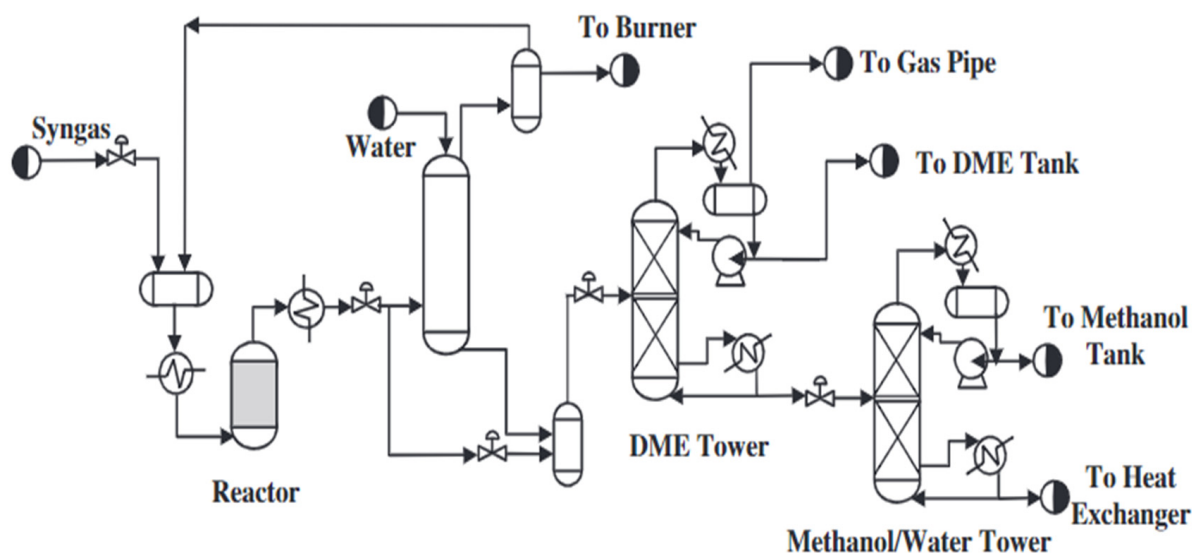 To Burner
To Gas Pipe
Syngas
Water
To DME Tank
To Methanol
Tank
DME Tower
Reactor
To Heat
Exchanger
Methanol/Water Tower